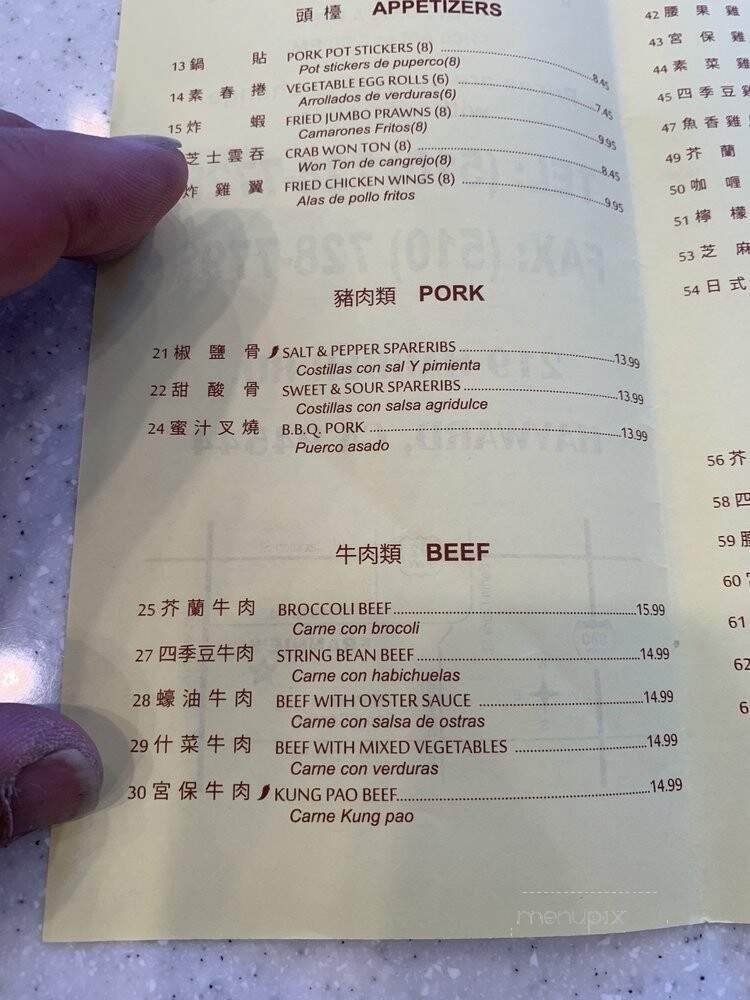 頭檯 APPETIZERS
13 鍋貼 PORK POT STICKERS (8) 8.45
Pot stickers de puperco(8)
14 素春捲 VEGETABLE EGG ROLLS (6) 7.45
Arrollados de verduras(6)
15 炸蝦 FRIED JUMBO PRAWNS (8) 9.95
Camarones Fritos(8)
芝士雲吞 CRAB WON TON (8) 8.45
Won Ton de cangrejo(8)
炸雞翼 FRIED CHICKEN WINGS (8) 9.95
Alas de pollo fritos
豬肉類 PORK
21 椒鹽骨 SALT & PEPPER SPARERIBS 13.99
Costillas con sal Y pimienta
22 甜酸骨 SWEET & SOUR SPARERIBS 13.99
Costillas con salsa agridulce
24 蜜汁叉燒 B.B.Q. PORK 13.99
Puerco asado
牛肉類 BEEF
25 芥蘭牛肉 BROCCOLI BEEF 15.99
Carne con brocoli
27 四季豆牛肉 STRING BEAN BEEF 14.99
Carne con habichuelas
28 蠔油牛肉 BEEF WITH OYSTER SAUCE 14.99
Carne con salsa de ostras
29 什菜牛肉 BEEF WITH MIXED VEGETABLES 14.99
Carne con verduras
30 宮保牛肉 KUNG PAO BEEF 14.99
Carne Kung pao
42 腰果雞
43 宮保雞
44 素菜雞
45 四季豆雞
47 魚香雞
49 芥蘭
50 咖喱
51 檸檬
53 芝麻
54 日式
56 芥
58 四
59 腰
60 宮
61
62
6
menupix